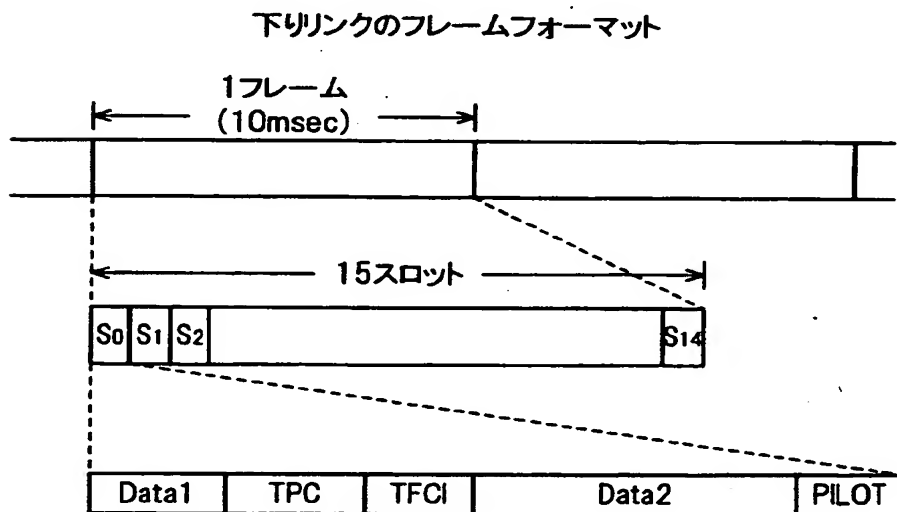 下りリンクのフレームフォーマット
1フレーム
(10msec)
15スロット
S0 S1 S2 S14
Data1 TPC TFCI Data2 PILOT